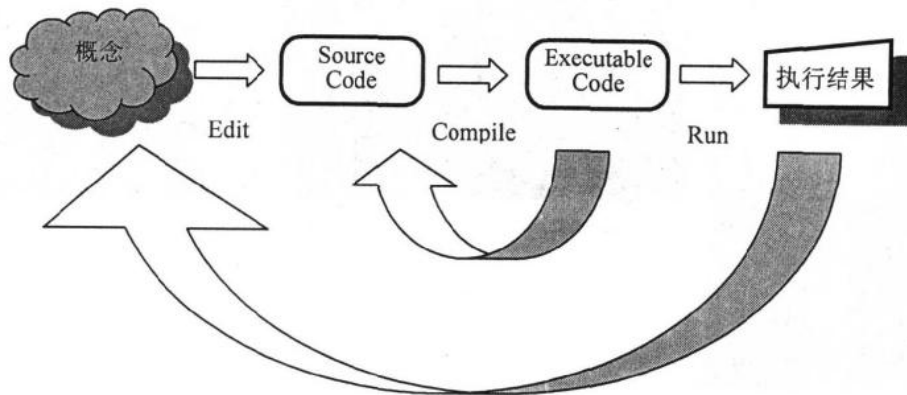 概念
Source
Code
Executable
Code
执行结果
Edit
Compile
Run